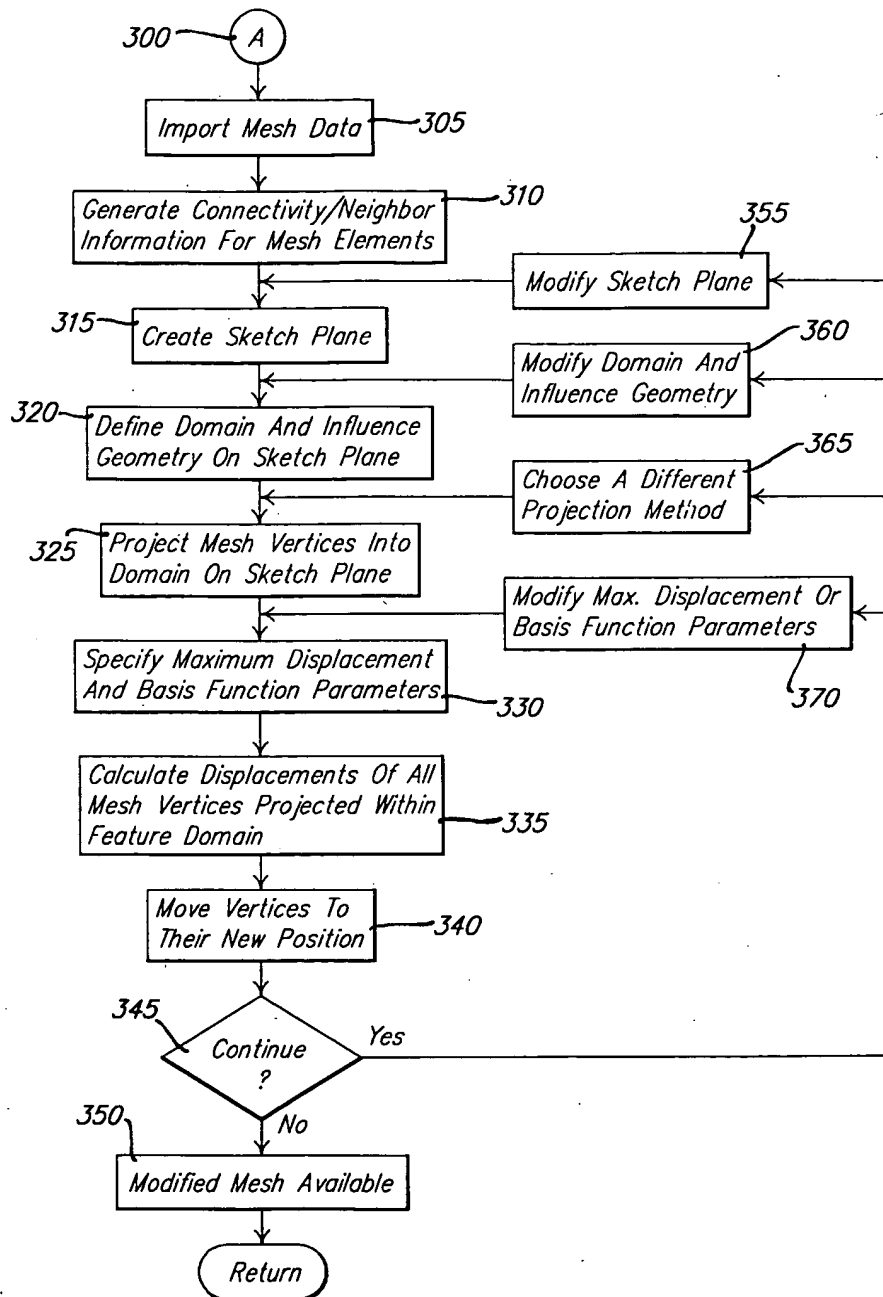 300
A
Import Mesh Data
305
Generate Connectivity/Neighbor
Information For Mesh Elements
310
355
Modify Sketch Plane
315
Create Sketch Plane
360
Modify Domain And
Influence Geometry
320
Define Domain And Influence
Geometry On Sketch Plane
365
Choose A Different
Projection Method
325
Project Mesh Vertices Into
Domain On Sketch Plane
Modify Max. Displacement Or
Basis Function Parameters
370
Specify Maximum Displacement
And Basis Function Parameters
330
Calculate Displacements Of All
Mesh Vertices Projected Within
Feature Domain
335
Move Vertices To
Their New Position
340
345
Continue
?
Yes
No
350
Modified Mesh Available
Return